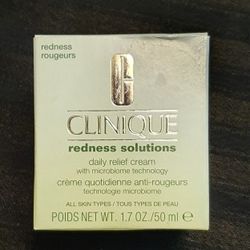 redness
rougeurs
CLINIQUE
redness solutions
daily relief cream
with microbiome technology
crème quotidienne anti-rougeurs
technologie microbiome
ALL SKIN TYPES / TOUS TYPES DE PEAU
POIDS NET WT. 1.7 OZ./50 ml ℮